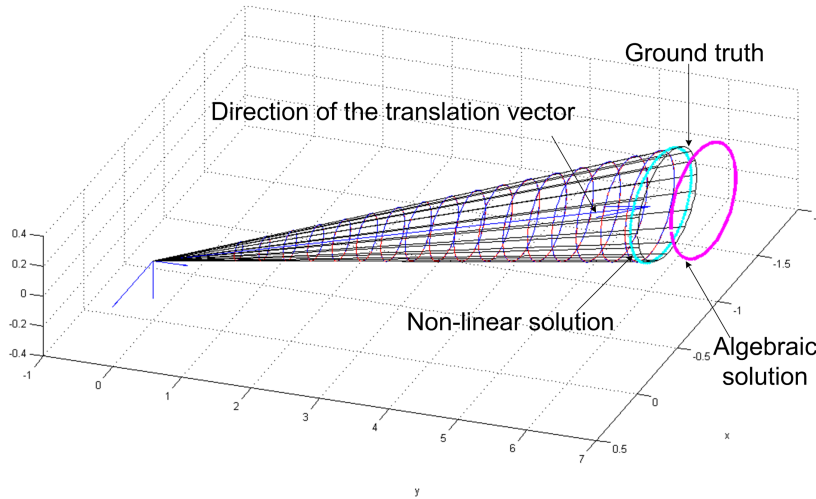 Ground truth
Direction of the translation vector
Non-linear solution
Algebraic
solution
0.4
0.2
0
-0.2
-0.4
-1
0
1
2
3
4
5
6
7
0.5
0
-0.5
-1
-1.5
x
y